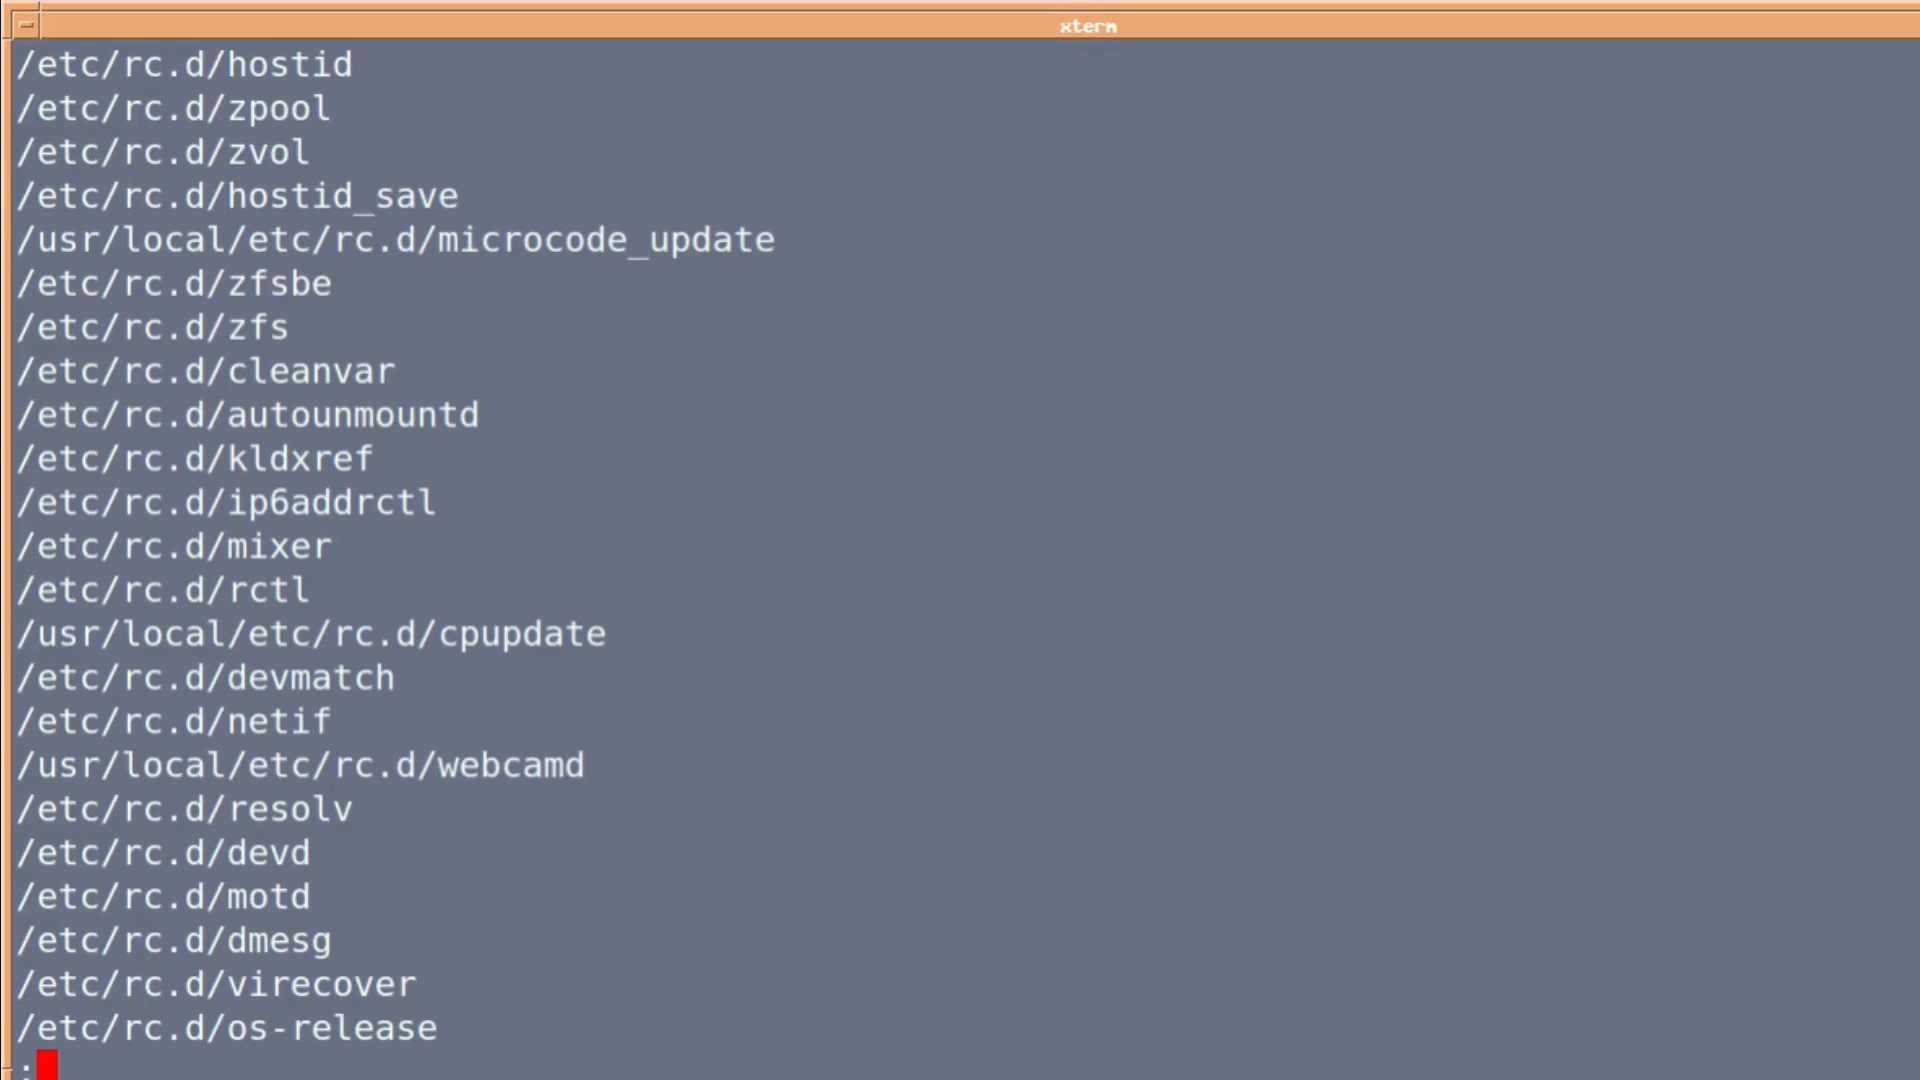 xterm
/etc/rc.d/hostid
/etc/rc.d/zpool
/etc/rc.d/zvol
/etc/rc.d/hostid_save
/usr/local/etc/rc.d/microcode_update
/etc/rc.d/zfsbe
/etc/rc.d/zfs
/etc/rc.d/cleanvar
/etc/rc.d/autounmountd
/etc/rc.d/kldxref
/etc/rc.d/ip6addrctl
/etc/rc.d/mixer
/etc/rc.d/rctl
/usr/local/etc/rc.d/cpupdate
/etc/rc.d/devmatch
/etc/rc.d/netif
/usr/local/etc/rc.d/webcamd
/etc/rc.d/resolv
/etc/rc.d/devd
/etc/rc.d/motd
/etc/rc.d/dmesg
/etc/rc.d/virecover
/etc/rc.d/os-release
: